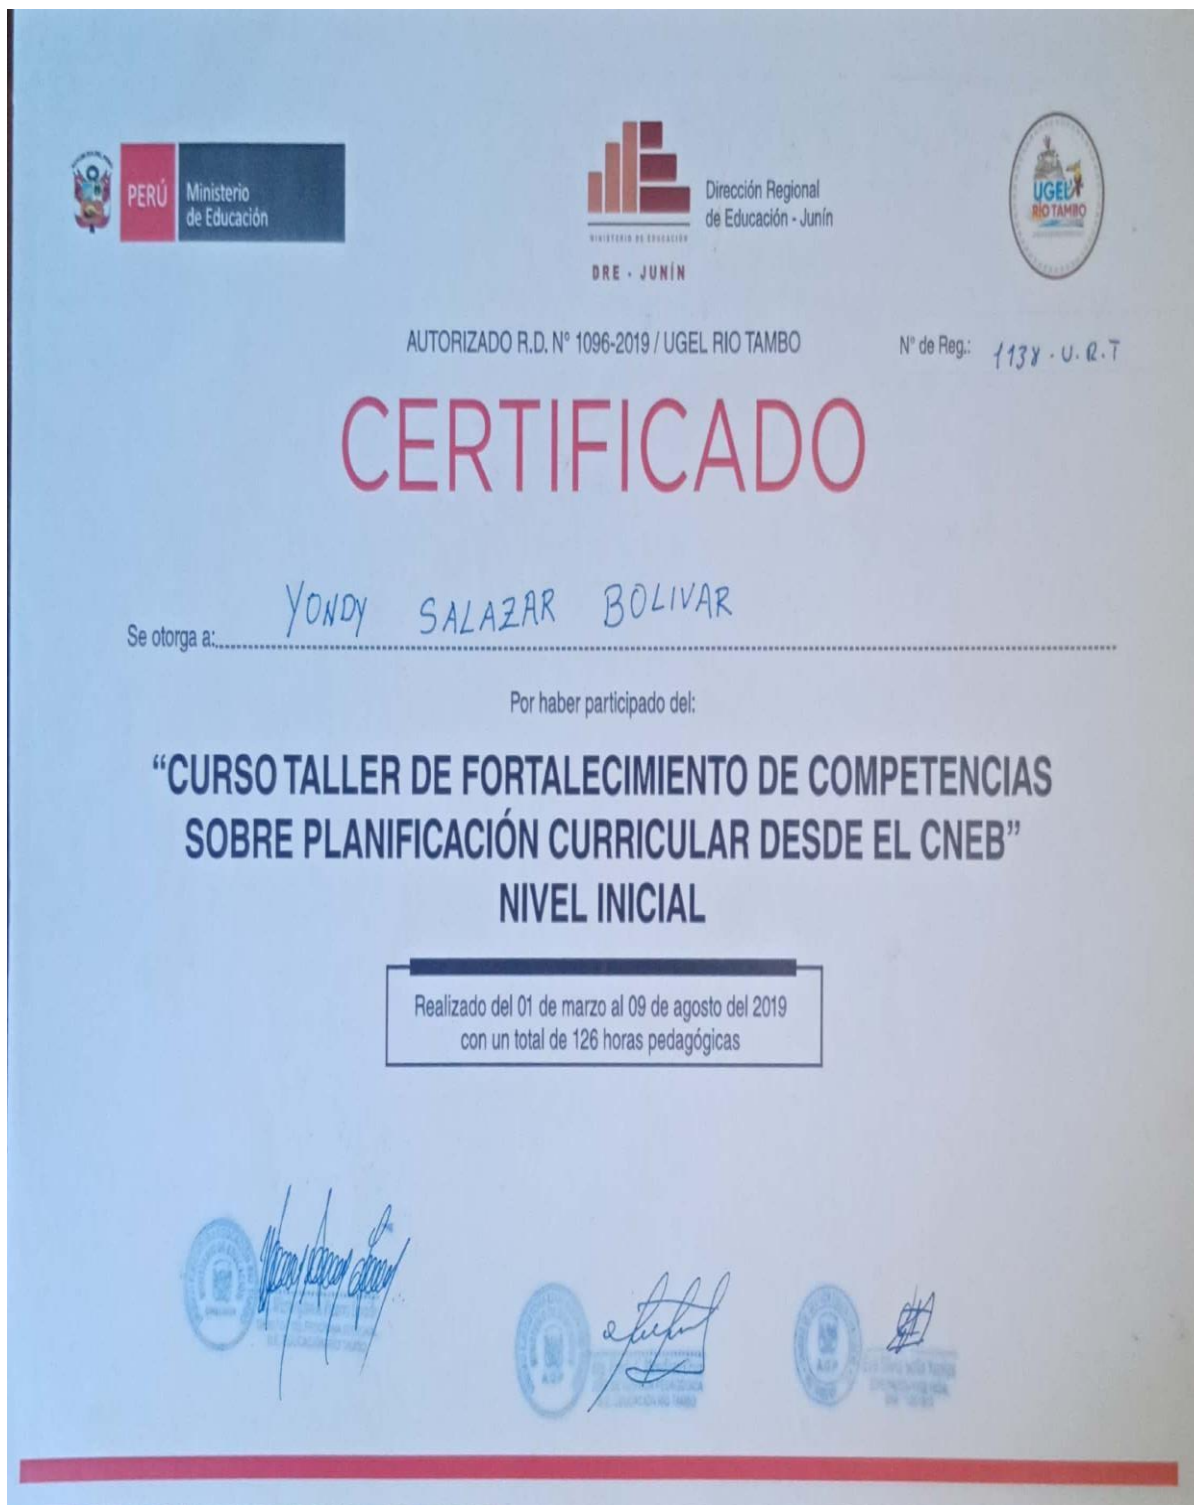 PERÚ
Ministerio
de Educación
MINISTERIO DE EDUCACIÓN
DRE - JUNÍN
Dirección Regional
de Educación - Junín
UGEL
RÍO TAMBO
AUTORIZADO R.D. N° 1096-2019 / UGEL RIO TAMBO
N° de Reg.: 1138 - U.R.T
CERTIFICADO
Se otorga a: YONDY SALAZAR BOLIVAR
Por haber participado del:
“CURSO TALLER DE FORTALECIMIENTO DE COMPETENCIAS
SOBRE PLANIFICACIÓN CURRICULAR DESDE EL CNEB”
NIVEL INICIAL
Realizado del 01 de marzo al 09 de agosto del 2019
con un total de 126 horas pedagógicas